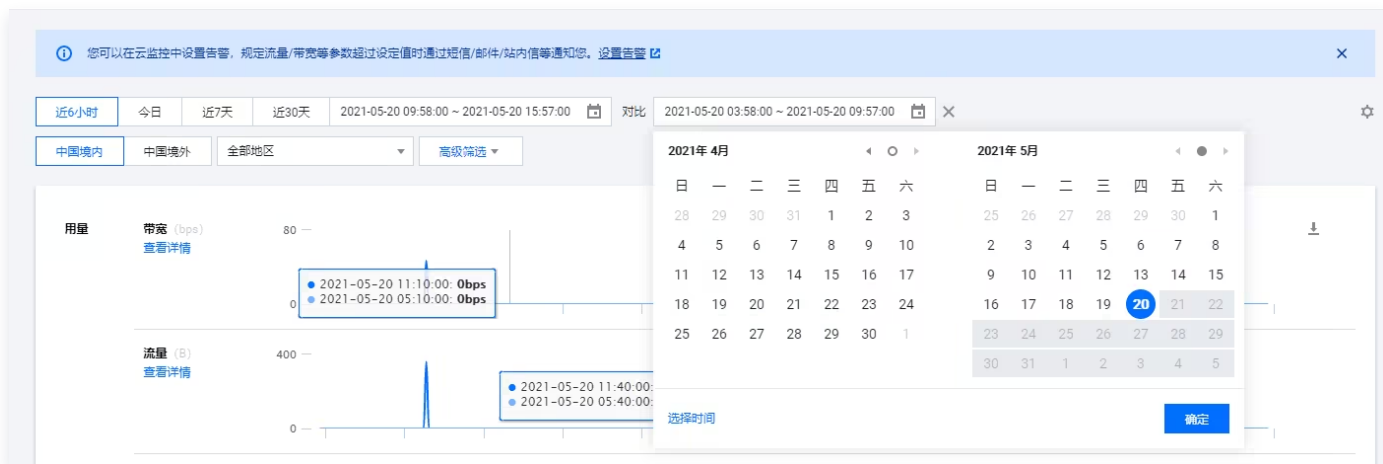 您可以在云监控中设置告警，规定流量/带宽等参数超过设定值时通过短信/邮件/站内信等通知您。设置告警
近6小时 今日 近7天 近30天 2021-05-20 09:58:00 ~ 2021-05-20 15:57:00 对比 2021-05-20 03:58:00 ~ 2021-05-20 09:57:00
中国境内 中国境外 全部地区 高级筛选
2021年 4月 2021年 5月
日 一 二 三 四 五 六 日 一 二 三 四 五 六
28 29 30 31 1 2 3 25 26 27 28 29 30 1
用量 带宽 (bps) 80
查看详情
4 5 6 7 8 9 10 2 3 4 5 6 7 8
11 12 13 14 15 16 17 9 10 11 12 13 14 15
2021-05-20 11:10:00: 0bps
0 2021-05-20 05:10:00: 0bps
18 19 20 21 22 23 24 16 17 18 19 20 21 22
25 26 27 28 29 30 1 23 24 25 26 27 28 29
30 31 1 2 3 4 5
流量 (B) 400
查看详情
2021-05-20 11:40:00:
2021-05-20 05:40:00:
0
选择时间 确定